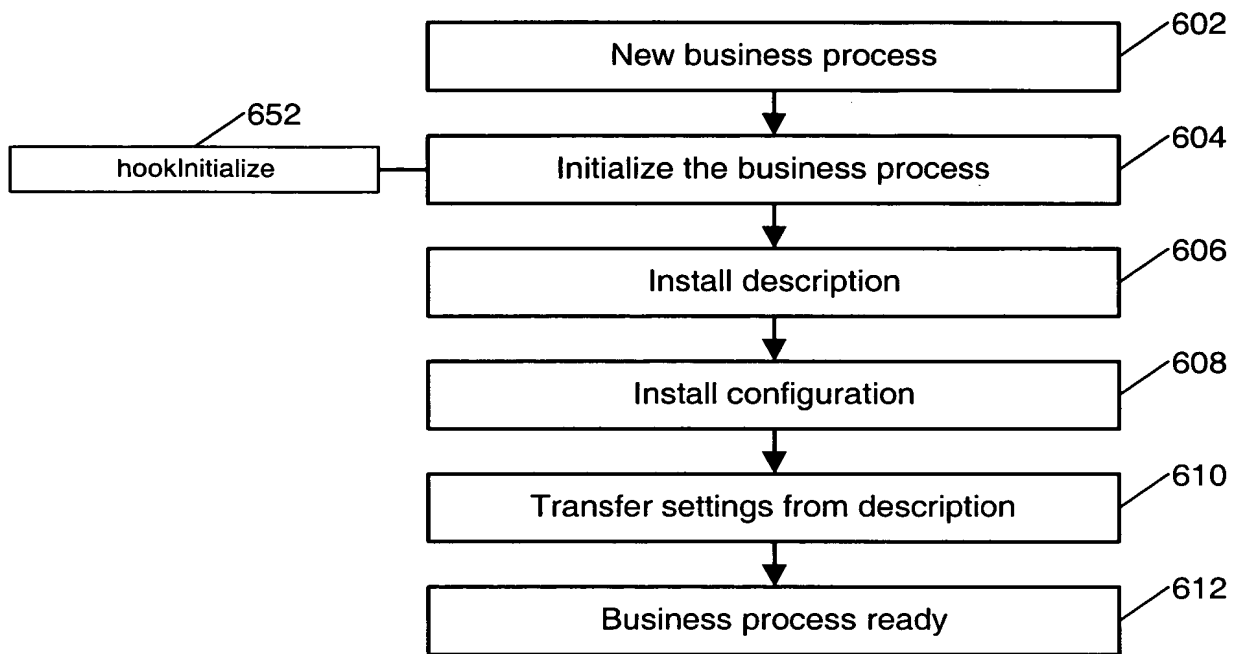 602
New business process
652
604
hookInitialize
Initialize the business process
606
Install description
608
Install configuration
610
Transfer settings from description
612
Business process ready